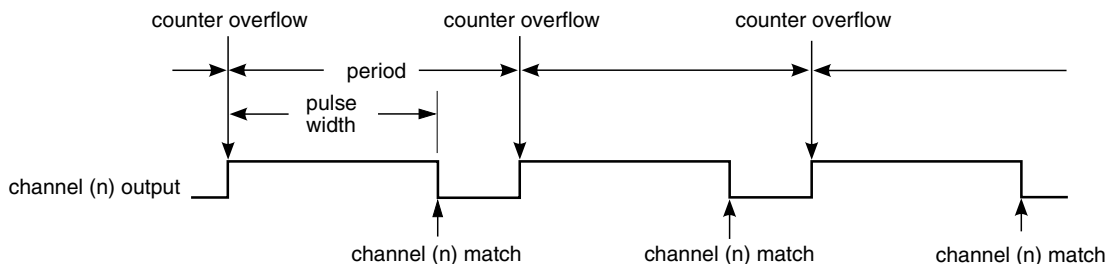 counter overflow
counter overflow
counter overflow
period
pulse
width
channel (n) output
channel (n) match
channel (n) match
channel (n) match